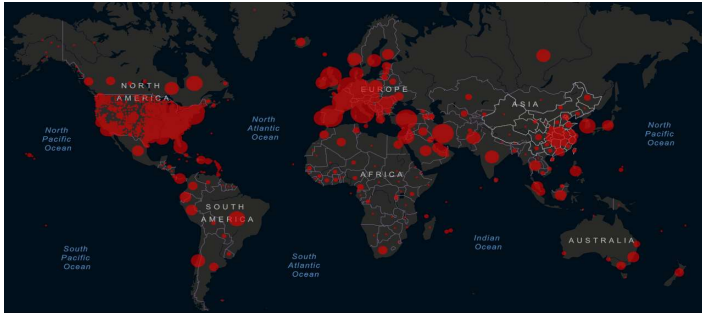 NORTH
AMERICA
EUROPE
ASIA
North
Pacific
Ocean
North
Atlantic
Ocean
North
Pacific
Ocean
AFRICA
SOUTH
AMERICA
Indian
Ocean
AUSTRALIA
South
Pacific
Ocean
South
Atlantic
Ocean